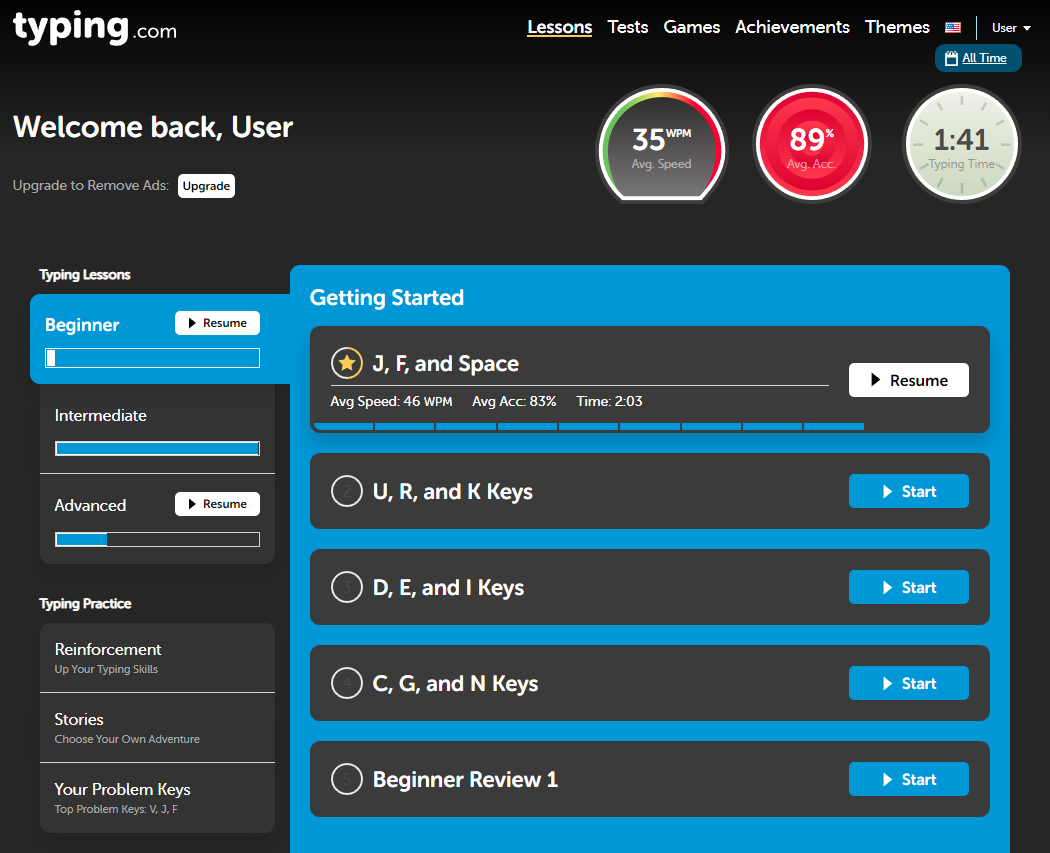 typing.com
Lessons Tests Games Achievements Themes User
All Time
Welcome back, User
Upgrade to Remove Ads: Upgrade
35 WPM
Avg. Speed
89%
Avg. Acc.
1:41
Typing Time
Typing Lessons
Beginner Resume
Intermediate
Advanced Resume
Typing Practice
Reinforcement
Up Your Typing Skills
Stories
Choose Your Own Adventure
Your Problem Keys
Top Problem Keys: V, J, F
Getting Started
J, F, and Space
Resume
Avg Speed: 46 WPM Avg Acc: 83% Time: 2:03
2 U, R, and K Keys Start
3 D, E, and I Keys Start
4 C, G, and N Keys Start
5 Beginner Review 1 Start